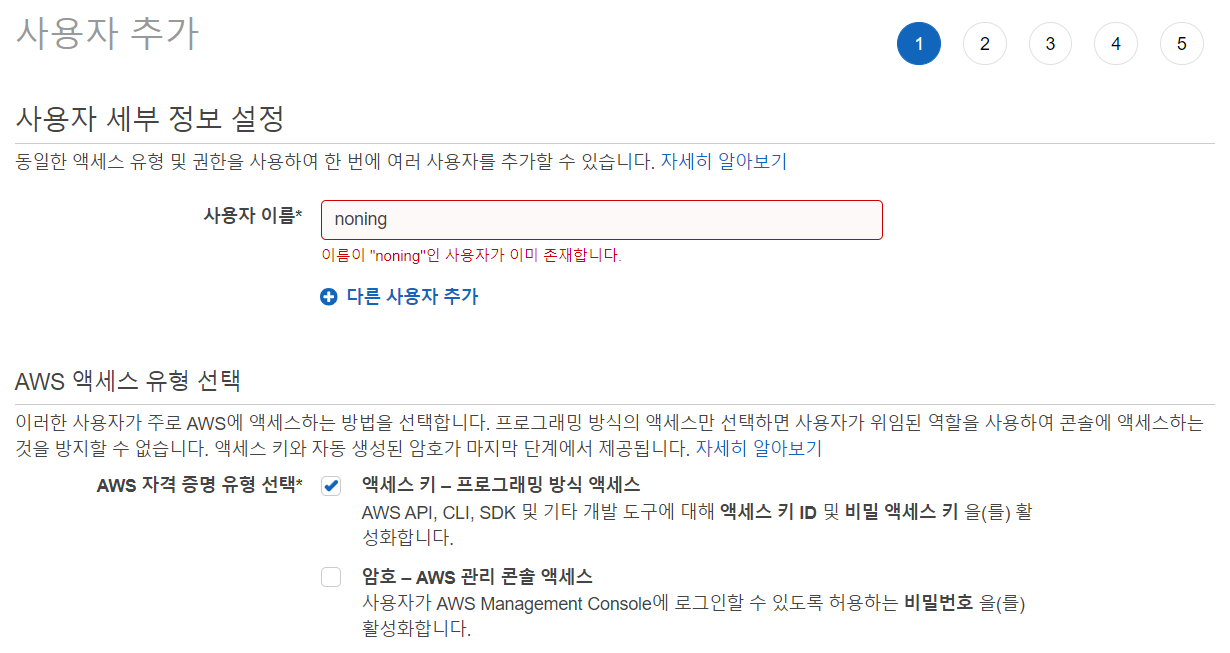 사용자 추가
1 2 3 4 5
사용자 세부 정보 설정
동일한 액세스 유형 및 권한을 사용하여 한 번에 여러 사용자를 추가할 수 있습니다. 자세히 알아보기
사용자 이름* noning
이름이 "noning"인 사용자가 이미 존재합니다.
다른 사용자 추가
AWS 액세스 유형 선택
이러한 사용자가 주로 AWS에 액세스하는 방법을 선택합니다. 프로그래밍 방식의 액세스만 선택하면 사용자가 위임된 역할을 사용하여 콘솔에 액세스하는
것을 방지할 수 없습니다. 액세스 키와 자동 생성된 암호가 마지막 단계에서 제공됩니다. 자세히 알아보기
AWS 자격 증명 유형 선택* 액세스 키 – 프로그래밍 방식 액세스
AWS API, CLI, SDK 및 기타 개발 도구에 대해 액세스 키 ID 및 비밀 액세스 키 을(를) 활
성화합니다.
암호 – AWS 관리 콘솔 액세스
사용자가 AWS Management Console에 로그인할 수 있도록 허용하는 비밀번호 을(를)
활성화합니다.